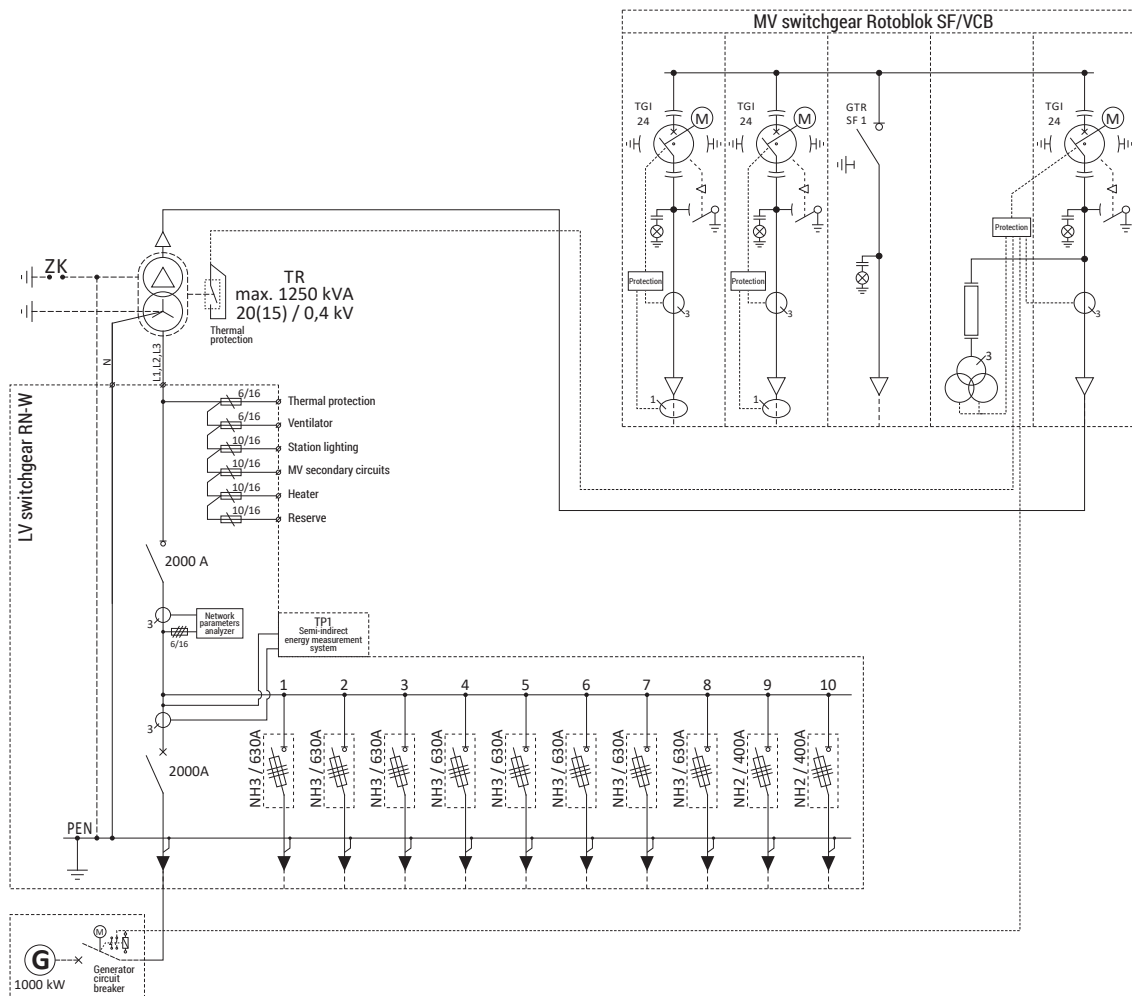 MV switchgear Rotoblok SF/VCB
TGI
24
M
TGI
24
M
GTR
SF 1
TGI
24
M
Protection
Protection
Protection
3
3
3
3
1
1
ZK
TR
max. 1250 kVA
20(15) / 0,4 kV
Thermal
protection
N
L1,L2,L3
LV switchgear RN-W
6/16
Thermal protection
6/16
Ventilator
10/16
Station lighting
10/16
MV secondary circuits
10/16
Heater
10/16
Reserve
2000 A
3
Network
parameters
analyzer
6/16
TP1
Semi-indirect
energy measurement
system
1
2
3
4
5
6
7
8
9
10
3
2000A
NH3 / 630A
NH3 / 630A
NH3 / 630A
NH3 / 630A
NH3 / 630A
NH3 / 630A
NH3 / 630A
NH3 / 630A
NH2 / 400A
NH2 / 400A
PEN
M
G
1000 kW
Generator
circuit
breaker